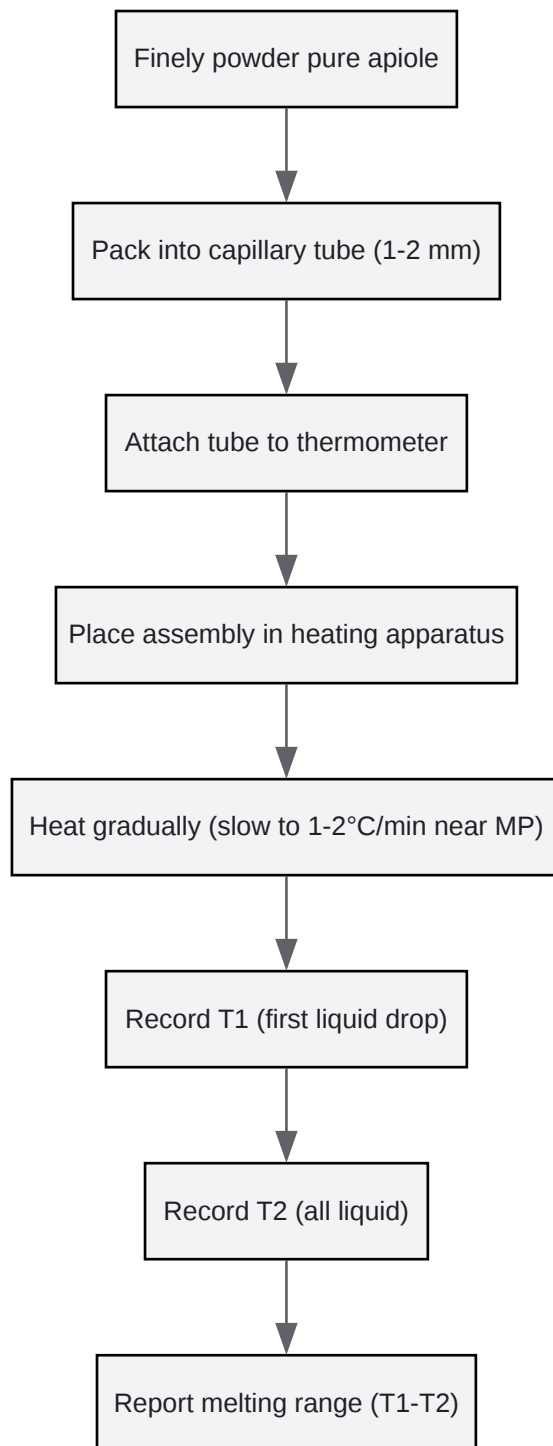 Finely powder pure apiole
Pack into capillary tube (1-2 mm)
Attach tube to thermometer
Place assembly in heating apparatus
Heat gradually (slow to 1-2°C/min near MP)
Record T1 (first liquid drop)
Record T2 (all liquid)
Report melting range (T1-T2)